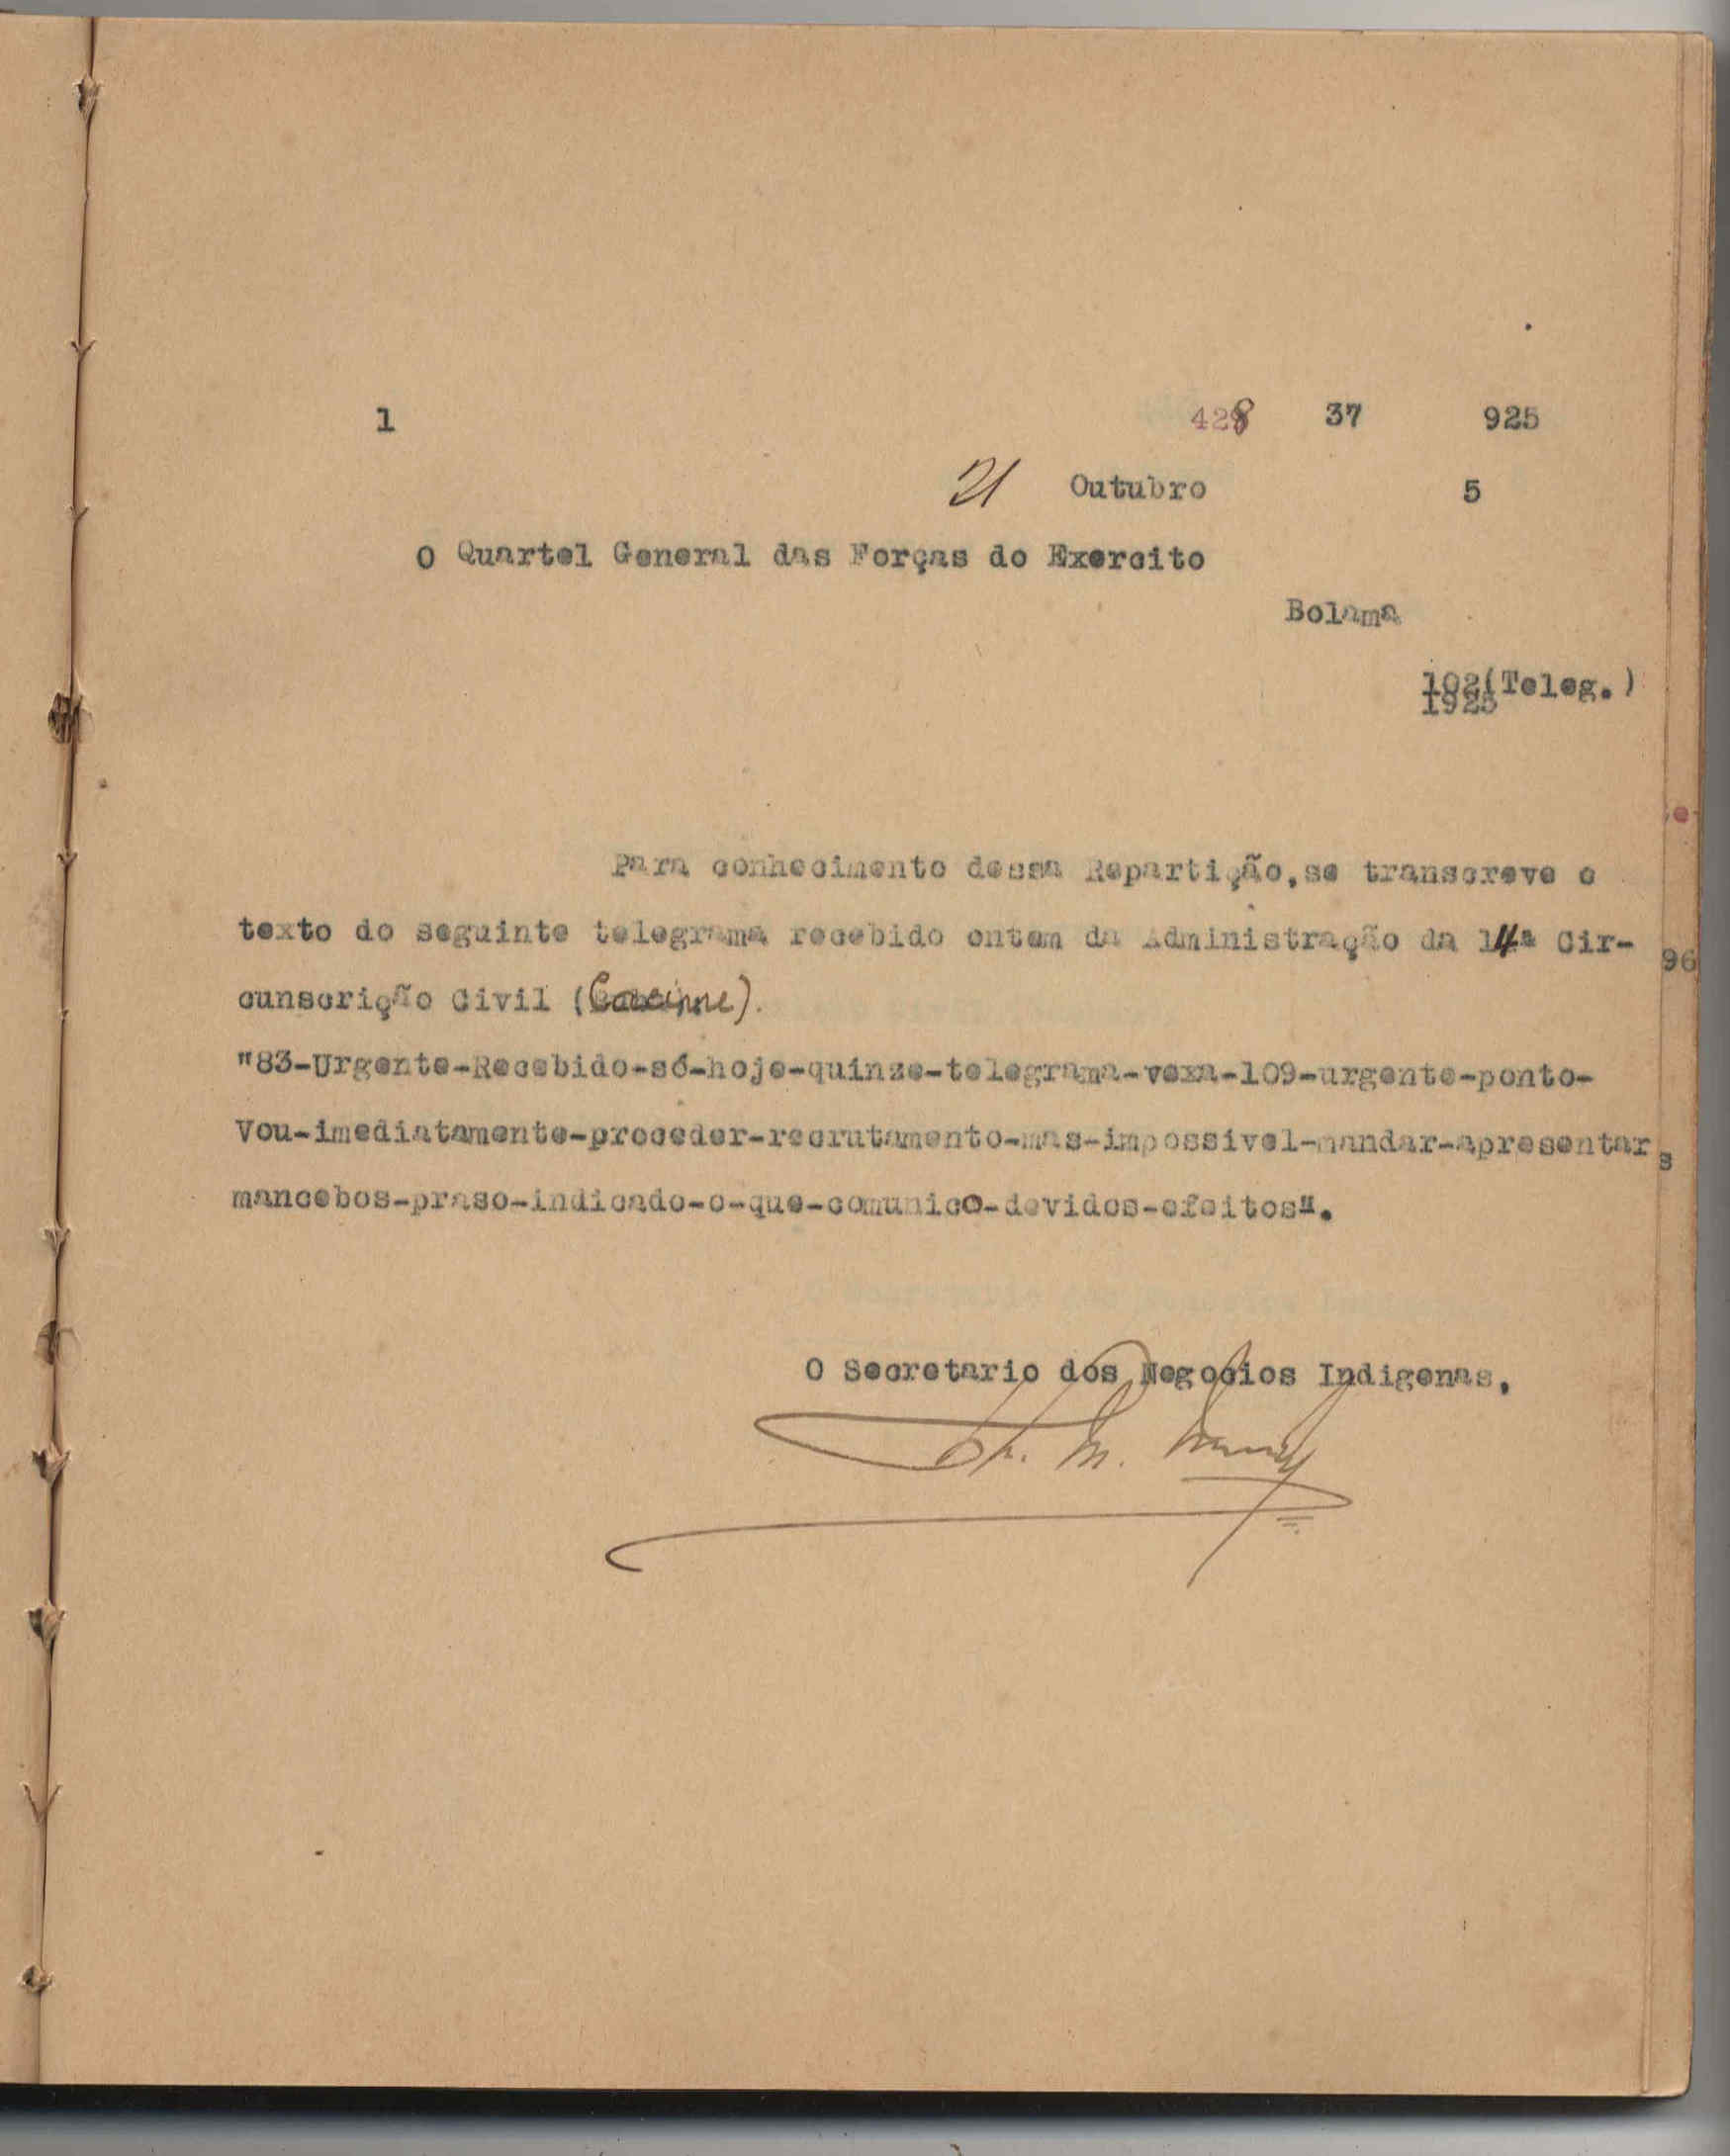 1 428 37 925
21 Outubro 5
O Quartel General das Forças do Exercito
Bolama
102(Teleg.)
1925
Para conhecimento dessa Repartição,se transcreve o
texto do seguinte telegrama recebido ontem da Administração da 14ª Cir-
96
cunscrição Civil ( ).
"83-Urgente-Recebido-só-hoje-quinze-telegrama-vexa-109-urgente-ponto-
Vou-imediatamente-proceder-recrutamento-mas-impossivel-mandar-apresentar
s
mancebos-praso-indicado-o-que-comunico-devidos-efeitos".
O Secretario dos Negocios Indigenas,